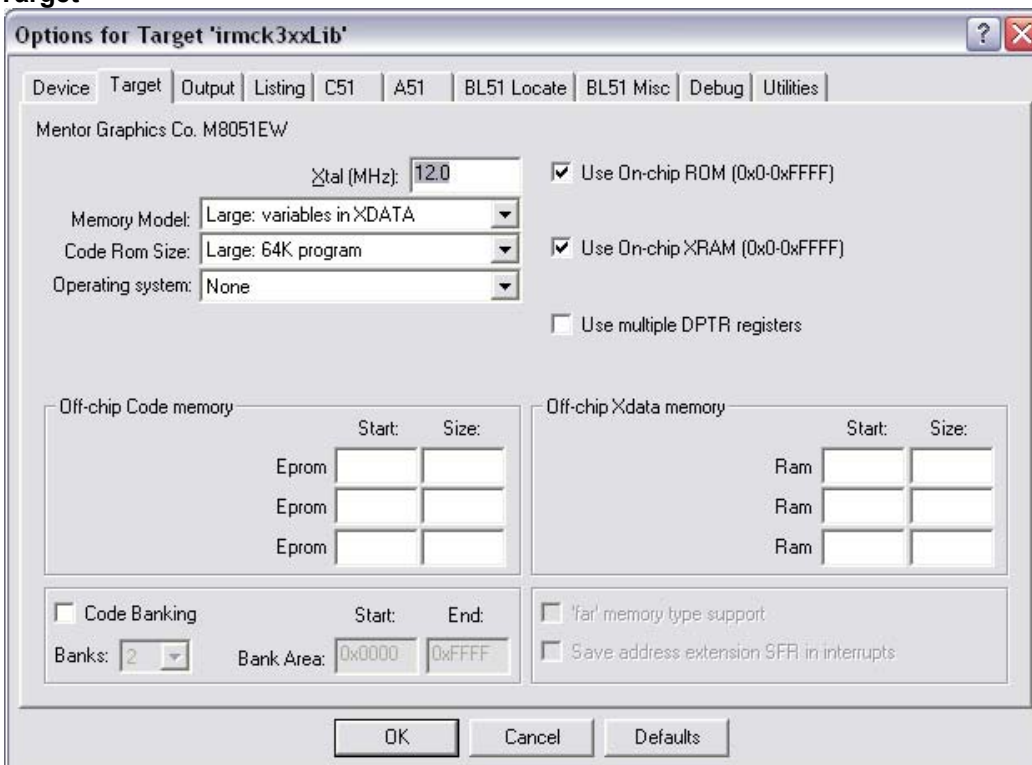 Target
Options for Target 'irmck3xxLib'
Device Target Output Listing C51 A51 BL51 Locate BL51 Misc Debug Utilities
Mentor Graphics Co. M8051EW
Xtal (MHz): 12.0
Use On-chip ROM (0x0-0xFFFF)
Memory Model: Large: variables in XDATA
Code Rom Size: Large: 64K program
Use On-chip XRAM (0x0-0xFFFF)
Operating system: None
Use multiple DPTR registers
Off-chip Code memory
Start: Size:
Eprom
Eprom
Eprom
Off-chip Xdata memory
Start: Size:
Ram
Ram
Ram
Code Banking Start: End:
Banks: 2 Bank Area: 0x0000 0xFFFF
'far' memory type support
Save address extension SFR in interrupts
OK Cancel Defaults